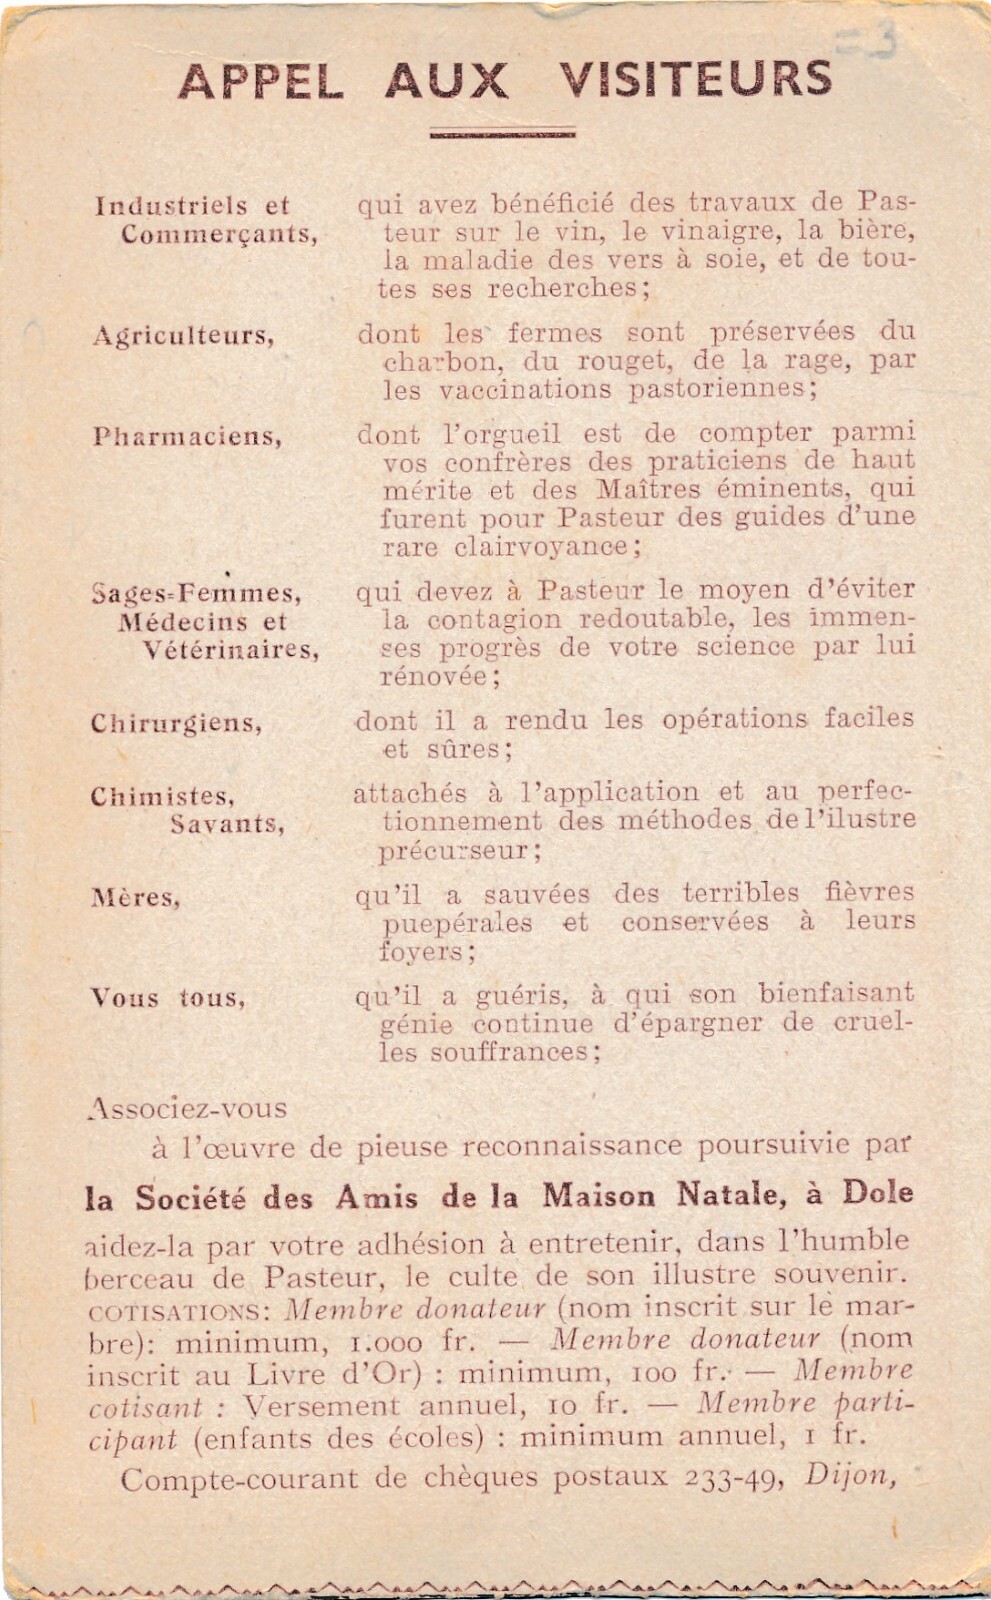 = 3
APPEL AUX VISITEURS
Industriels et qui avez bénéficié des travaux de Pas-
Commerçants, teur sur le vin, le vinaigre, la bière,
la maladie des vers à soie, et de tou-
tes ses recherches;
Agriculteurs, dont les fermes sont préservées du
charbon, du rouget, de la rage, par
les vaccinations pastoriennes;
Pharmaciens, dont l'orgueil est de compter parmi
vos confrères des praticiens de haut
mérite et des Maîtres éminents, qui
furent pour Pasteur des guides d'une
rare clairvoyance;
Sages-Femmes, qui devez à Pasteur le moyen d'éviter
Médecins et la contagion redoutable, les immen-
Vétérinaires, ses progrès de votre science par lui
rénovée;
Chirurgiens, dont il a rendu les opérations faciles
et sûres;
Chimistes, attachés à l'application et au perfec-
Savants, tionnement des méthodes de l'ilustre
précurseur;
Mères, qu'il a sauvées des terribles fièvres
puepérales et conservées à leurs
foyers;
Vous tous, qu'il a guéris, à qui son bienfaisant
génie continue d'épargner de cruel-
les souffrances;
Associez-vous
à l'œuvre de pieuse reconnaissance poursuivie par
la Société des Amis de la Maison Natale, à Dole
aidez-la par votre adhésion à entretenir, dans l'humble
berceau de Pasteur, le culte de son illustre souvenir.
COTISATIONS: Membre donateur (nom inscrit sur le mar-
bre): minimum, 1.000 fr. — Membre donateur (nom
inscrit au Livre d'Or) : minimum, 100 fr. — Membre
cotisant : Versement annuel, 10 fr. — Membre parti-
cipant (enfants des écoles) : minimum annuel, 1 fr.
Compte-courant de chèques postaux 233-49, Dijon,